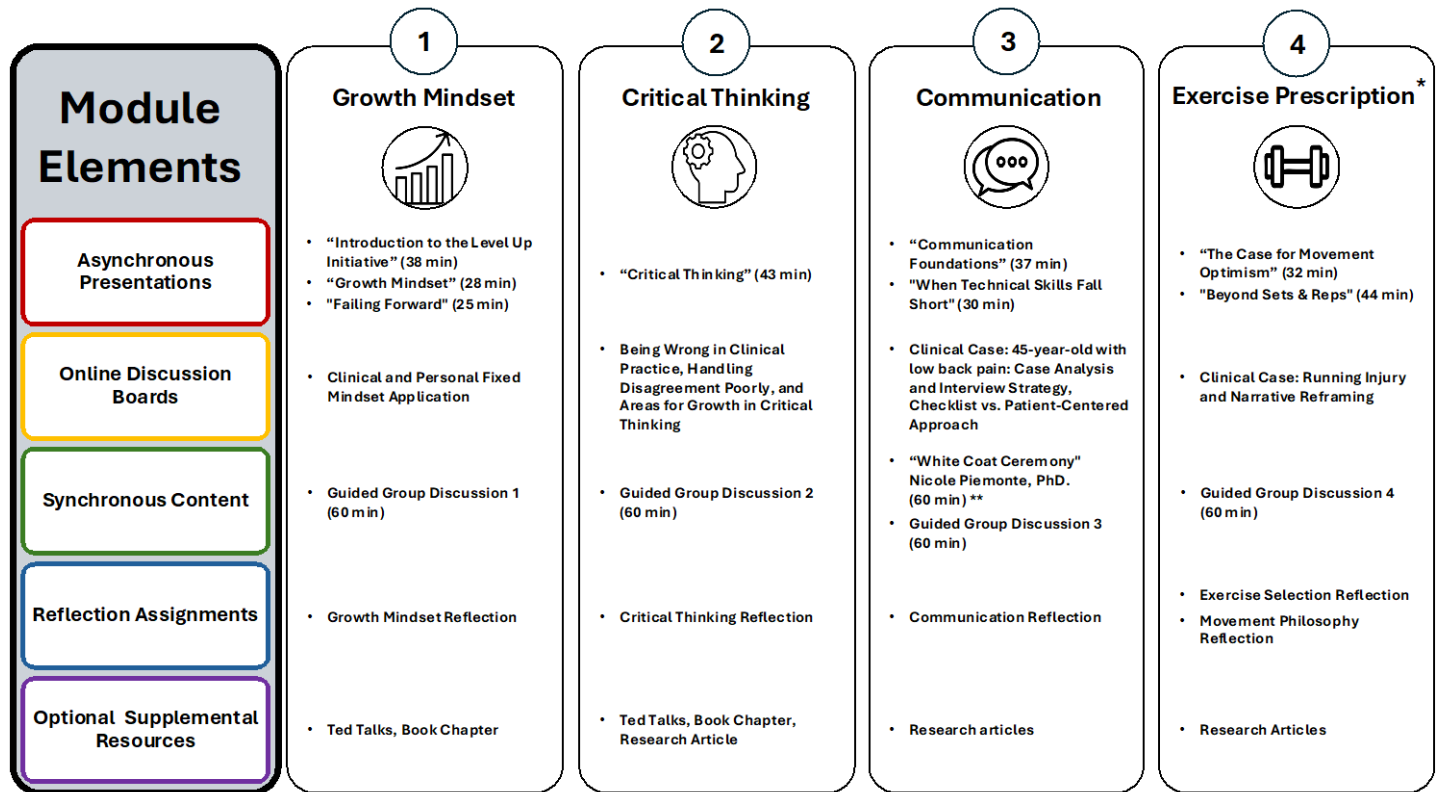 Module
Elements
Asynchronous
Presentations
Online Discussion
Boards
Synchronous Content
Reflection Assignments
Optional Supplemental
Resources
1
Growth Mindset
• “Introduction to the Level Up
Initiative” (38 min)
• “Growth Mindset” (28 min)
• "Failing Forward" (25 min)
• Clinical and Personal Fixed
Mindset Application
• Guided Group Discussion 1
(60 min)
• Growth Mindset Reflection
• Ted Talks, Book Chapter
2
Critical Thinking
• “Critical Thinking” (43 min)
• Being Wrong in Clinical
Practice, Handling
Disagreement Poorly, and
Areas for Growth in Critical
Thinking
• Guided Group Discussion 2
(60 min)
• Critical Thinking Reflection
• Ted Talks, Book Chapter,
Research Article
3
Communication
• “Communication
Foundations” (37 min)
• "When Technical Skills Fall
Short" (30 min)
• Clinical Case: 45-year-old with
low back pain: Case Analysis
and Interview Strategy,
Checklist vs. Patient-Centered
Approach
• “White Coat Ceremony"
Nicole Piemonte, PhD.
(60 min) **
• Guided Group Discussion 3
(60 min)
• Communication Reflection
• Research articles
4
Exercise Prescription*
• “The Case for Movement
Optimism” (32 min)
• "Beyond Sets & Reps" (44 min)
• Clinical Case: Running Injury
and Narrative Reframing
• Guided Group Discussion 4
(60 min)
• Exercise Selection Reflection
• Movement Philosophy
Reflection
• Research Articles